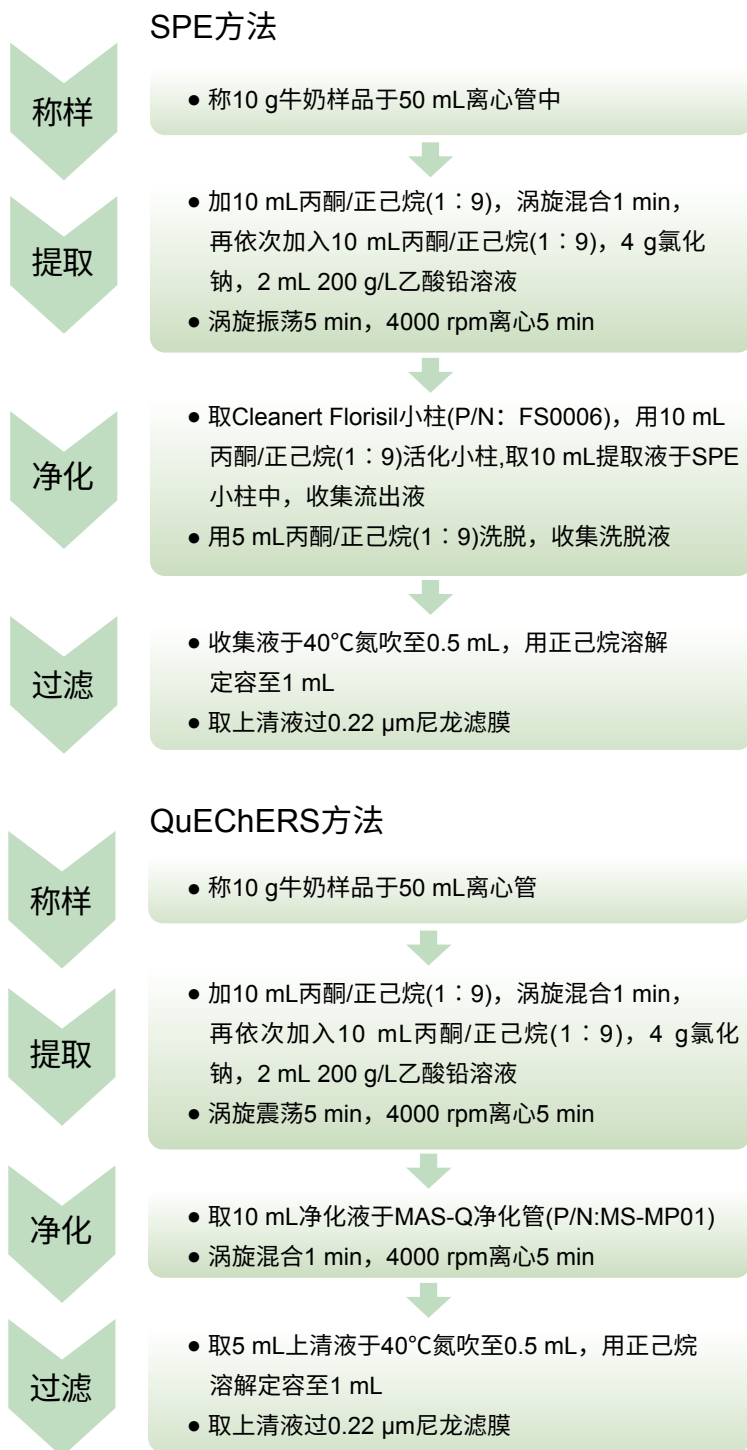 SPE方法
称样
● 称10 g牛奶样品于50 mL离心管中
提取
● 加10 mL丙酮/正己烷(1∶9)，涡旋混合1 min，
再依次加入10 mL丙酮/正己烷(1∶9)，4 g氯化
钠，2 mL 200 g/L乙酸铅溶液
● 涡旋振荡5 min，4000 rpm离心5 min
净化
● 取Cleanert Florisil小柱(P/N：FS0006)，用10 mL
丙酮/正己烷(1∶9)活化小柱,取10 mL提取液于SPE
小柱中，收集流出液
● 用5 mL丙酮/正己烷(1∶9)洗脱，收集洗脱液
过滤
● 收集液于40℃氮吹至0.5 mL，用正己烷溶解
定容至1 mL
● 取上清液过0.22 μm尼龙滤膜
QuEChERS方法
称样
● 称10 g牛奶样品于50 mL离心管
提取
● 加10 mL丙酮/正己烷(1∶9)，涡旋混合1 min，
再依次加入10 mL丙酮/正己烷(1∶9)，4 g氯化
钠，2 mL 200 g/L乙酸铅溶液
● 涡旋震荡5 min，4000 rpm离心5 min
净化
● 取10 mL净化液于MAS-Q净化管(P/N:MS-MP01)
● 涡旋混合1 min，4000 rpm离心5 min
过滤
● 取5 mL上清液于40℃氮吹至0.5 mL，用正己烷
溶解定容至1 mL
● 取上清液过0.22 μm尼龙滤膜